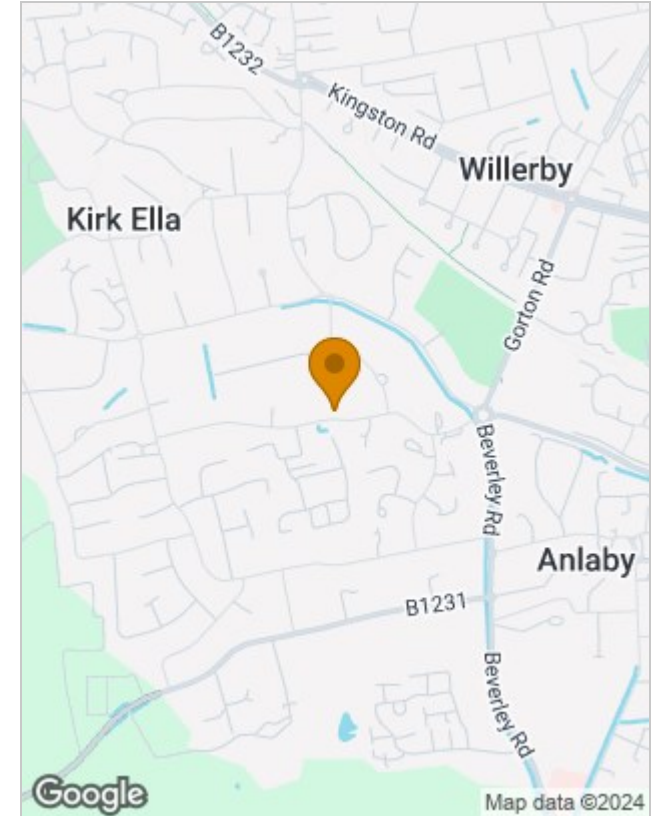 B1232
Kingston Rd
Willerby
Kirk Ella
Gorton Rd
Beverley Rd
Anlaby
B1231
Beverley Rd
Google
Map data ©2024